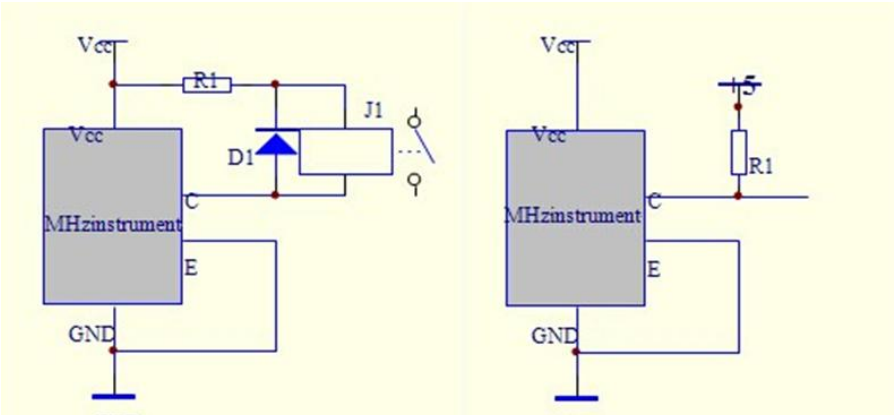 Vcc
R1
J1
Vcc
D1
C
MHzinstrument
E
GND
Vcc
+5
Vcc
R1
C
MHzinstrument
E
GND